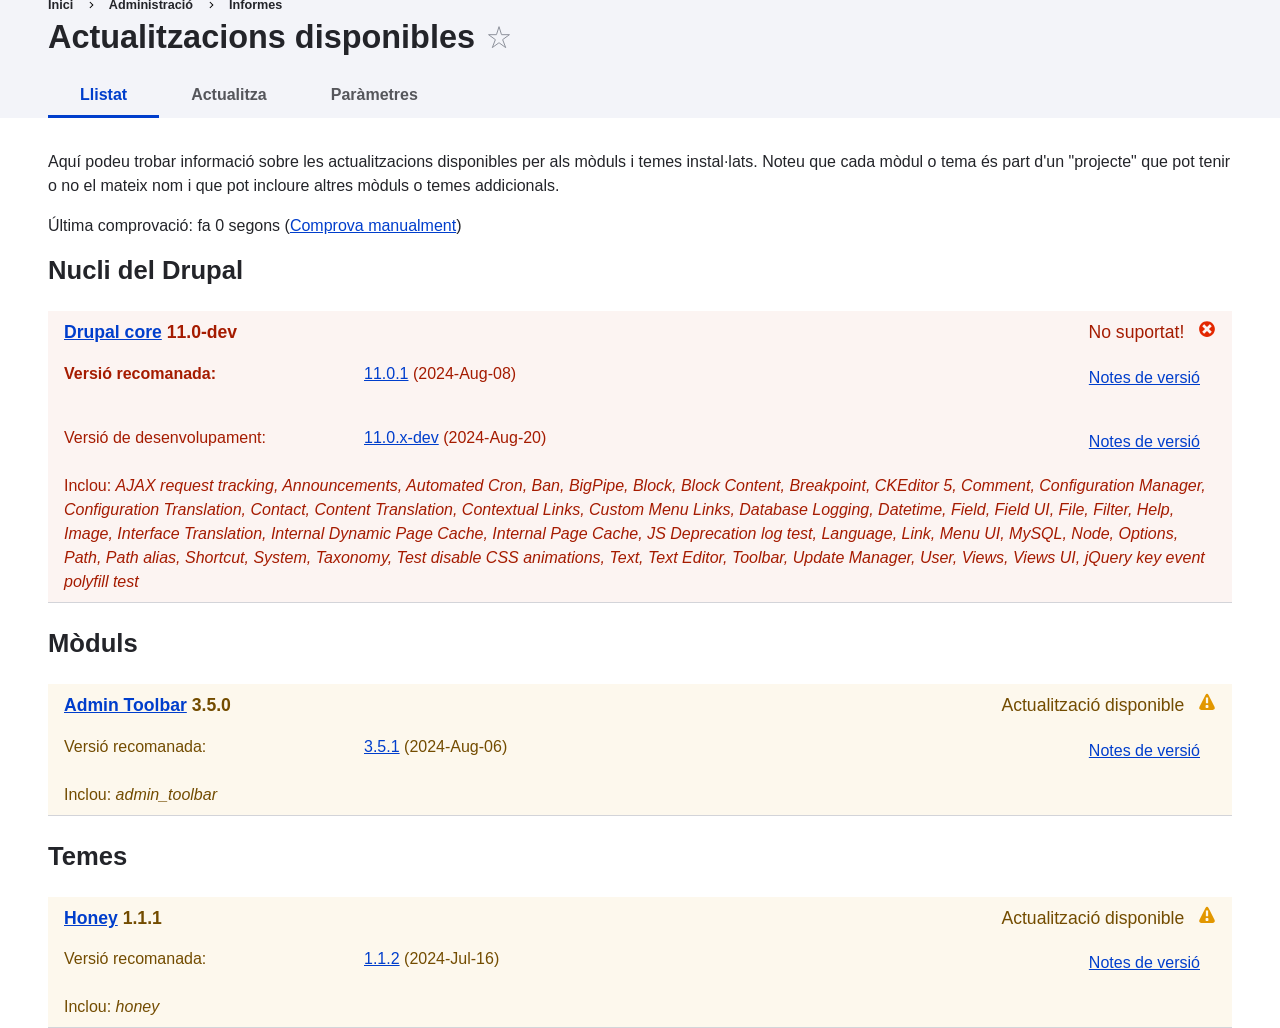 Inici › Administració › Informes
Actualitzacions disponibles ☆
Llistat Actualitza Paràmetres
Aquí podeu trobar informació sobre les actualitzacions disponibles per als mòduls i temes instal·lats. Noteu que cada mòdul o tema és part d'un "projecte" que pot tenir
o no el mateix nom i que pot incloure altres mòduls o temes addicionals.
Última comprovació: fa 0 segons (Comprova manualment)
Nucli del Drupal
Drupal core 11.0-dev No suportat!
Versió recomanada: 11.0.1 (2024-Aug-08) Notes de versió
Versió de desenvolupament: 11.0.x-dev (2024-Aug-20) Notes de versió
Inclou: AJAX request tracking, Announcements, Automated Cron, Ban, BigPipe, Block, Block Content, Breakpoint, CKEditor 5, Comment, Configuration Manager,
Configuration Translation, Contact, Content Translation, Contextual Links, Custom Menu Links, Database Logging, Datetime, Field, Field UI, File, Filter, Help,
Image, Interface Translation, Internal Dynamic Page Cache, Internal Page Cache, JS Deprecation log test, Language, Link, Menu UI, MySQL, Node, Options,
Path, Path alias, Shortcut, System, Taxonomy, Test disable CSS animations, Text, Text Editor, Toolbar, Update Manager, User, Views, Views UI, jQuery key event
polyfill test
Mòduls
Admin Toolbar 3.5.0 Actualització disponible
Versió recomanada: 3.5.1 (2024-Aug-06) Notes de versió
Inclou: admin_toolbar
Temes
Honey 1.1.1 Actualització disponible
Versió recomanada: 1.1.2 (2024-Jul-16) Notes de versió
Inclou: honey